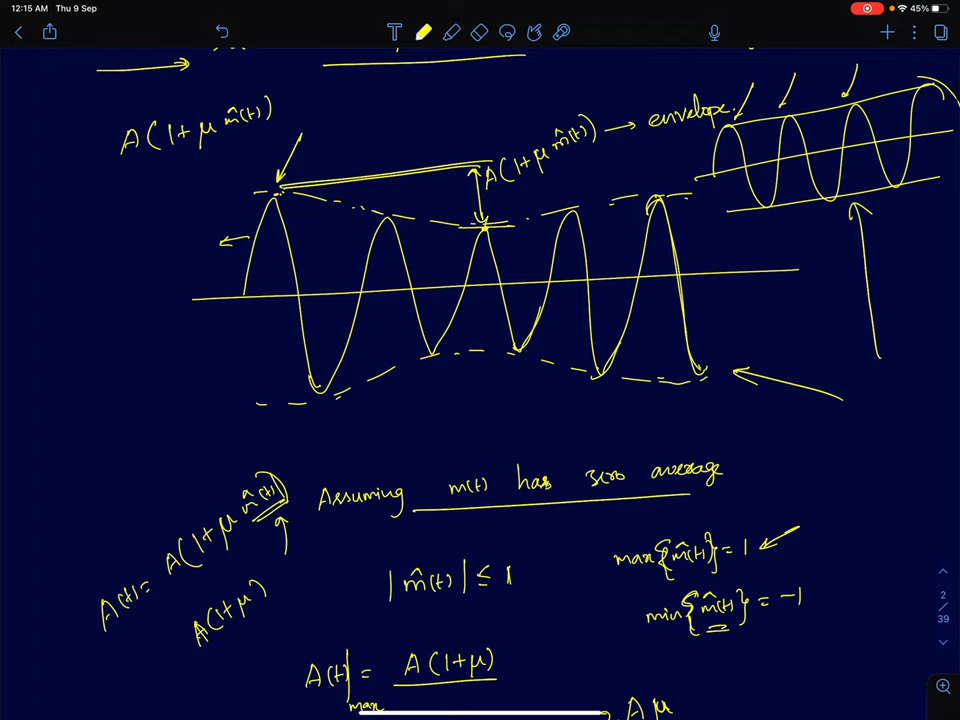 12:15 AM Thu 9 Sep
45%
A(1+μ m̂(t))
A(1+μ m̂(t)) → envelope.
Assuming m(t) has zero average
A(t) = A(1+μ m̂(t))
|m̂(t)| ≤ 1
max{m̂(t)} = 1
min{m̂(t)} = -1
A(1+μ)
A(t)|max = A(1+μ)
Aμ
2
/
39